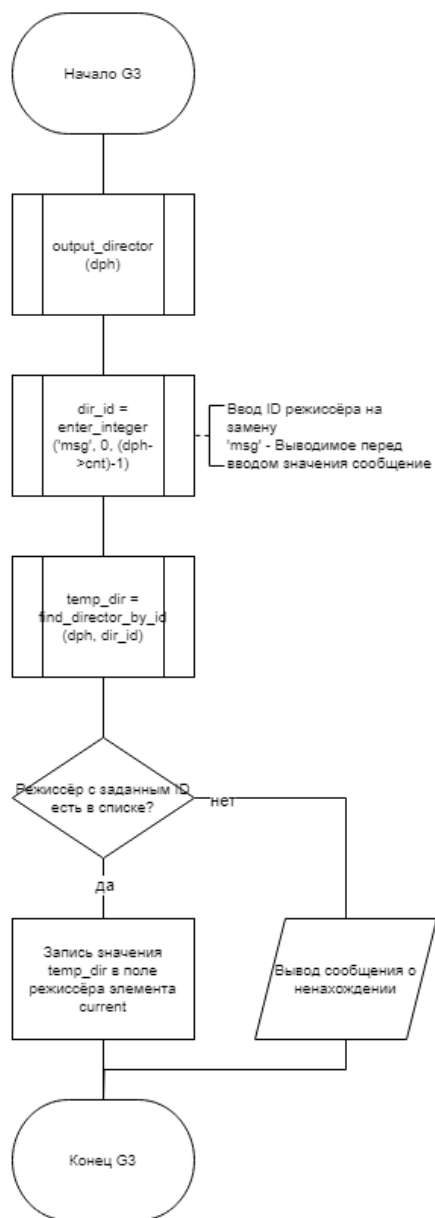 Начало G3
output_director
(dph)
dir_id =
enter_integer
('msg', 0, (dph-
>cnt)-1)
Ввод ID режиссёра на
замену
'msg' - Выводимое перед
вводом значения сообщение
temp_dir =
find_director_by_id
(dph, dir_id)
Режиссёр с заданным ID
есть в списке?
нет
да
Запись значения
temp_dir в поле
режиссёра элемента
current
Вывод сообщения о
ненахождении
Конец G3